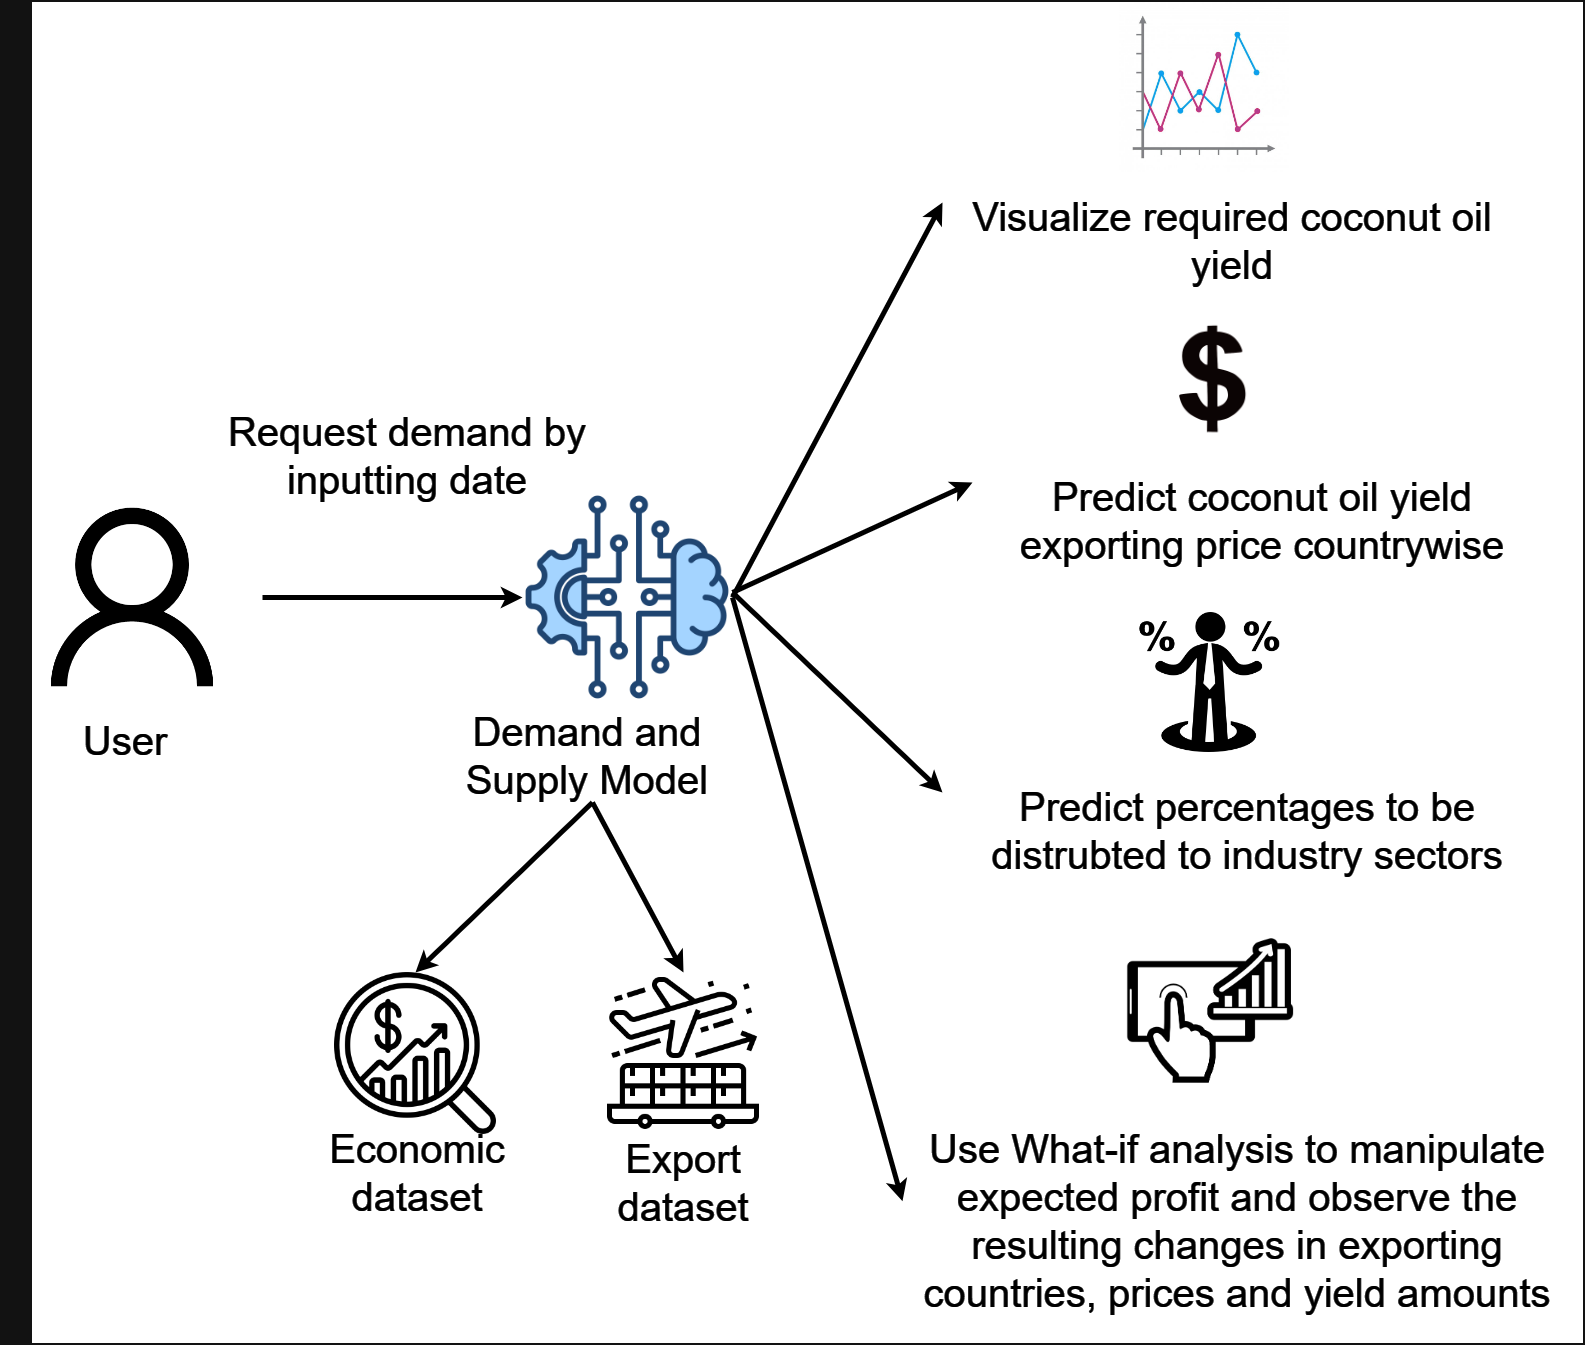 Visualize required coconut oil
yield
$
Request demand by
inputting date
Predict coconut oil yield
exporting price countrywise
% %
User
Demand and
Supply Model
Predict percentages to be
distrubted to industry sectors
$
Economic
dataset
Export
dataset
Use What-if analysis to manipulate
expected profit and observe the
resulting changes in exporting
countries, prices and yield amounts